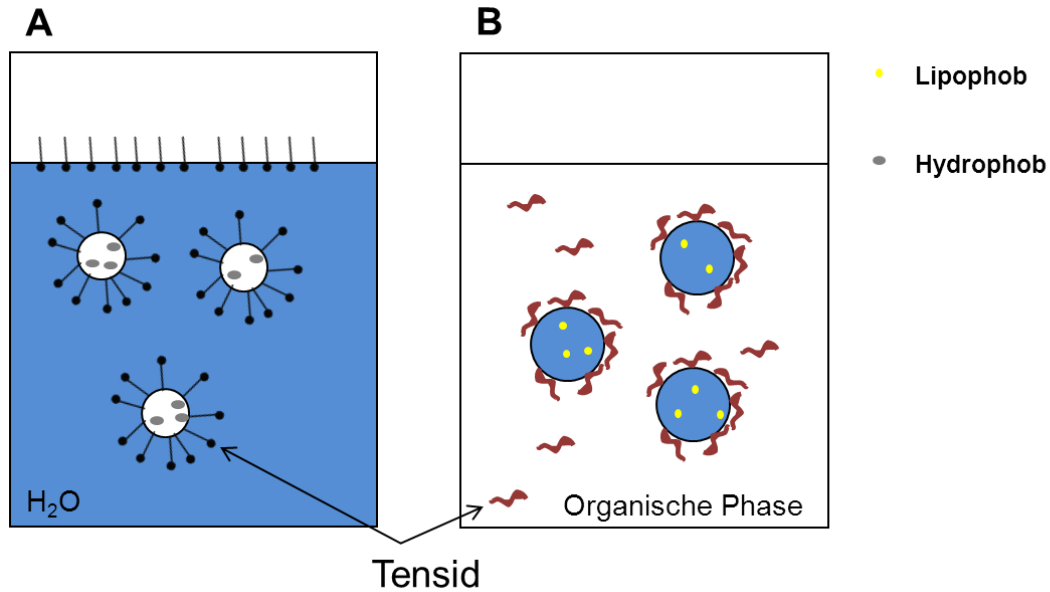 A
B
Lipophob
Hydrophob
H₂O
Organische Phase
Tensid